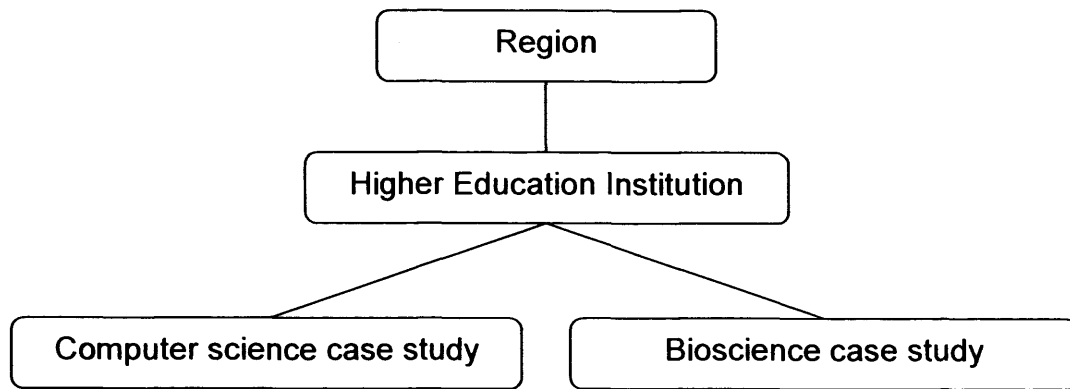 Region
Higher Education Institution
Computer science case study
Bioscience case study